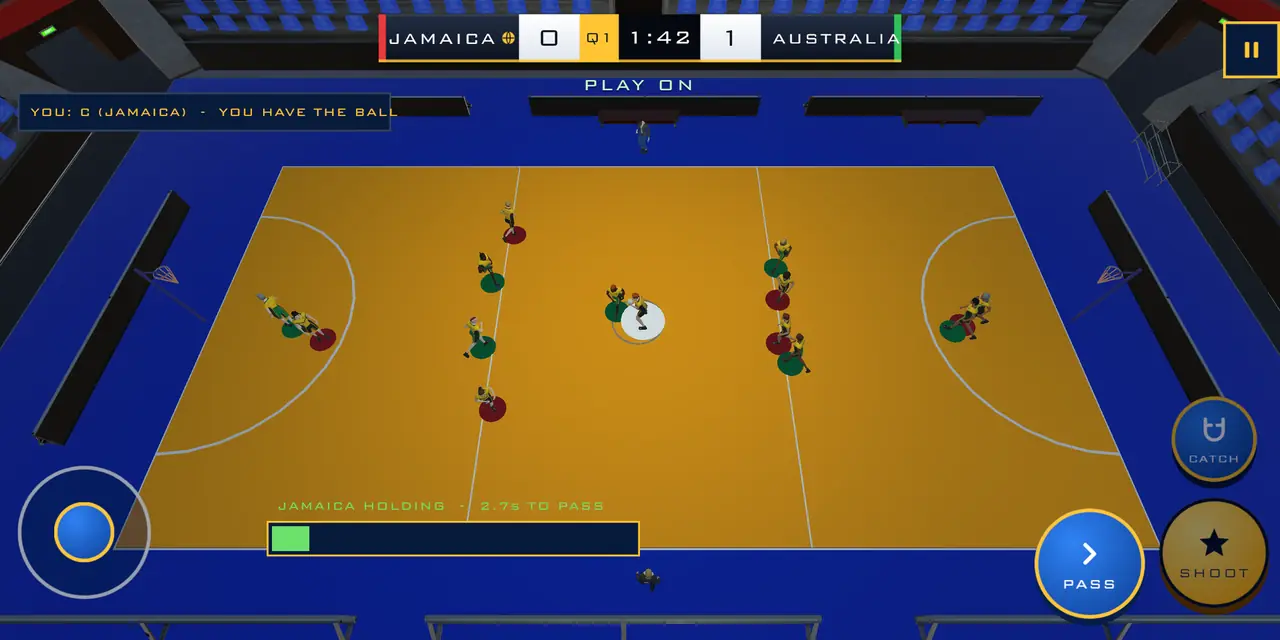 JAMAICA 0 Q1 1:42 1 AUSTRALIA
PLAY ON
YOU: C (JAMAICA) - YOU HAVE THE BALL
CATCH
JAMAICA HOLDING - 2.7s TO PASS
PASS
SHOOT